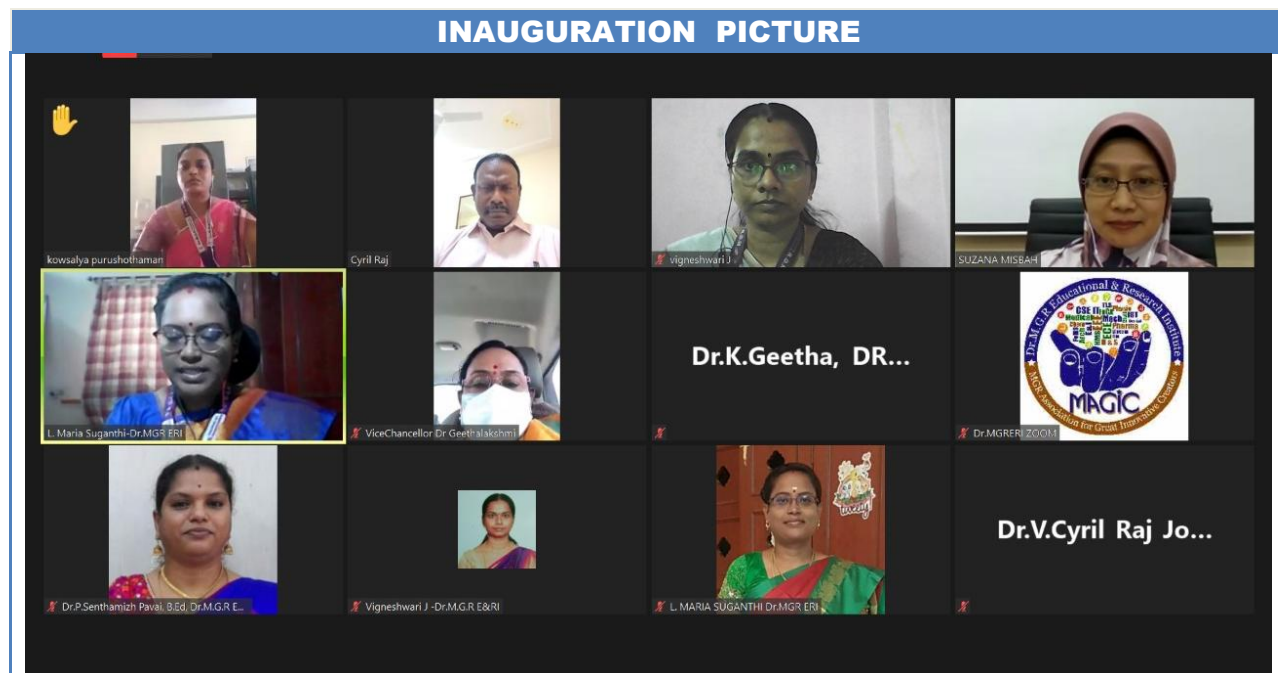 INAUGURATION PICTURE
kowsalya purushothaman
Cyril Raj
vigneshwari J
SUZANA MISBAH
L. Maria Suganthi-Dr.MGR ERI
ViceChancellor Dr Geethalakshmi
Dr.K.Geetha, DR...
Dr.M.G.R Educational & Research Institute
MAGIC
MGR Association for Great Innovative Creators
Dr.MGRERI ZOOM
Dr.P.Senthamizh Pavai. B.Ed, Dr.M.G.R E...
Vigneshwari J -Dr.M.G.R E&RI
L. MARIA SUGANTHI Dr.MGR ERI
Dr.V.Cyril Raj Jo...